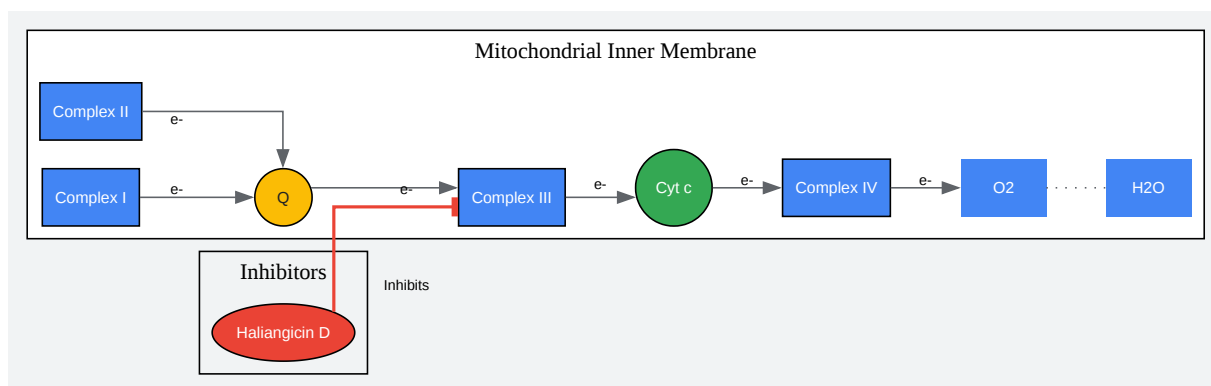 Mitochondrial Inner Membrane
Complex II
e-
Complex I
e-
Q
e-
Complex III
e-
Cyt c
e-
Complex IV
e-
O2
H2O
Inhibitors
Inhibits
Haliangicin D